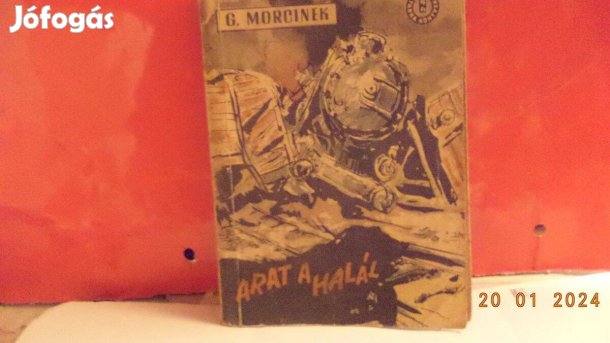 Jófogás
G. MORCINEK
ARAT A
HALÁL
20 01 2024